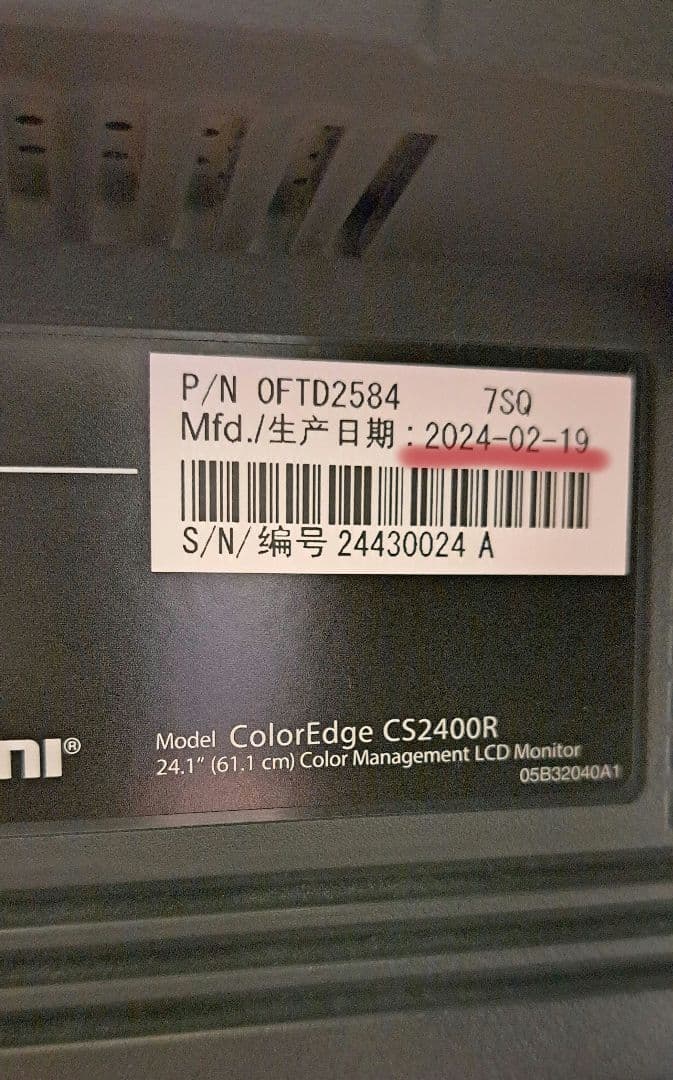 P/N 0FTD2584 7SQ
Mfd./生产日期:2024-02-19
S/N/编号 24430024 A
Model ColorEdge CS2400R
24.1" (61.1 cm) Color Management LCD Monitor
05B32040A1